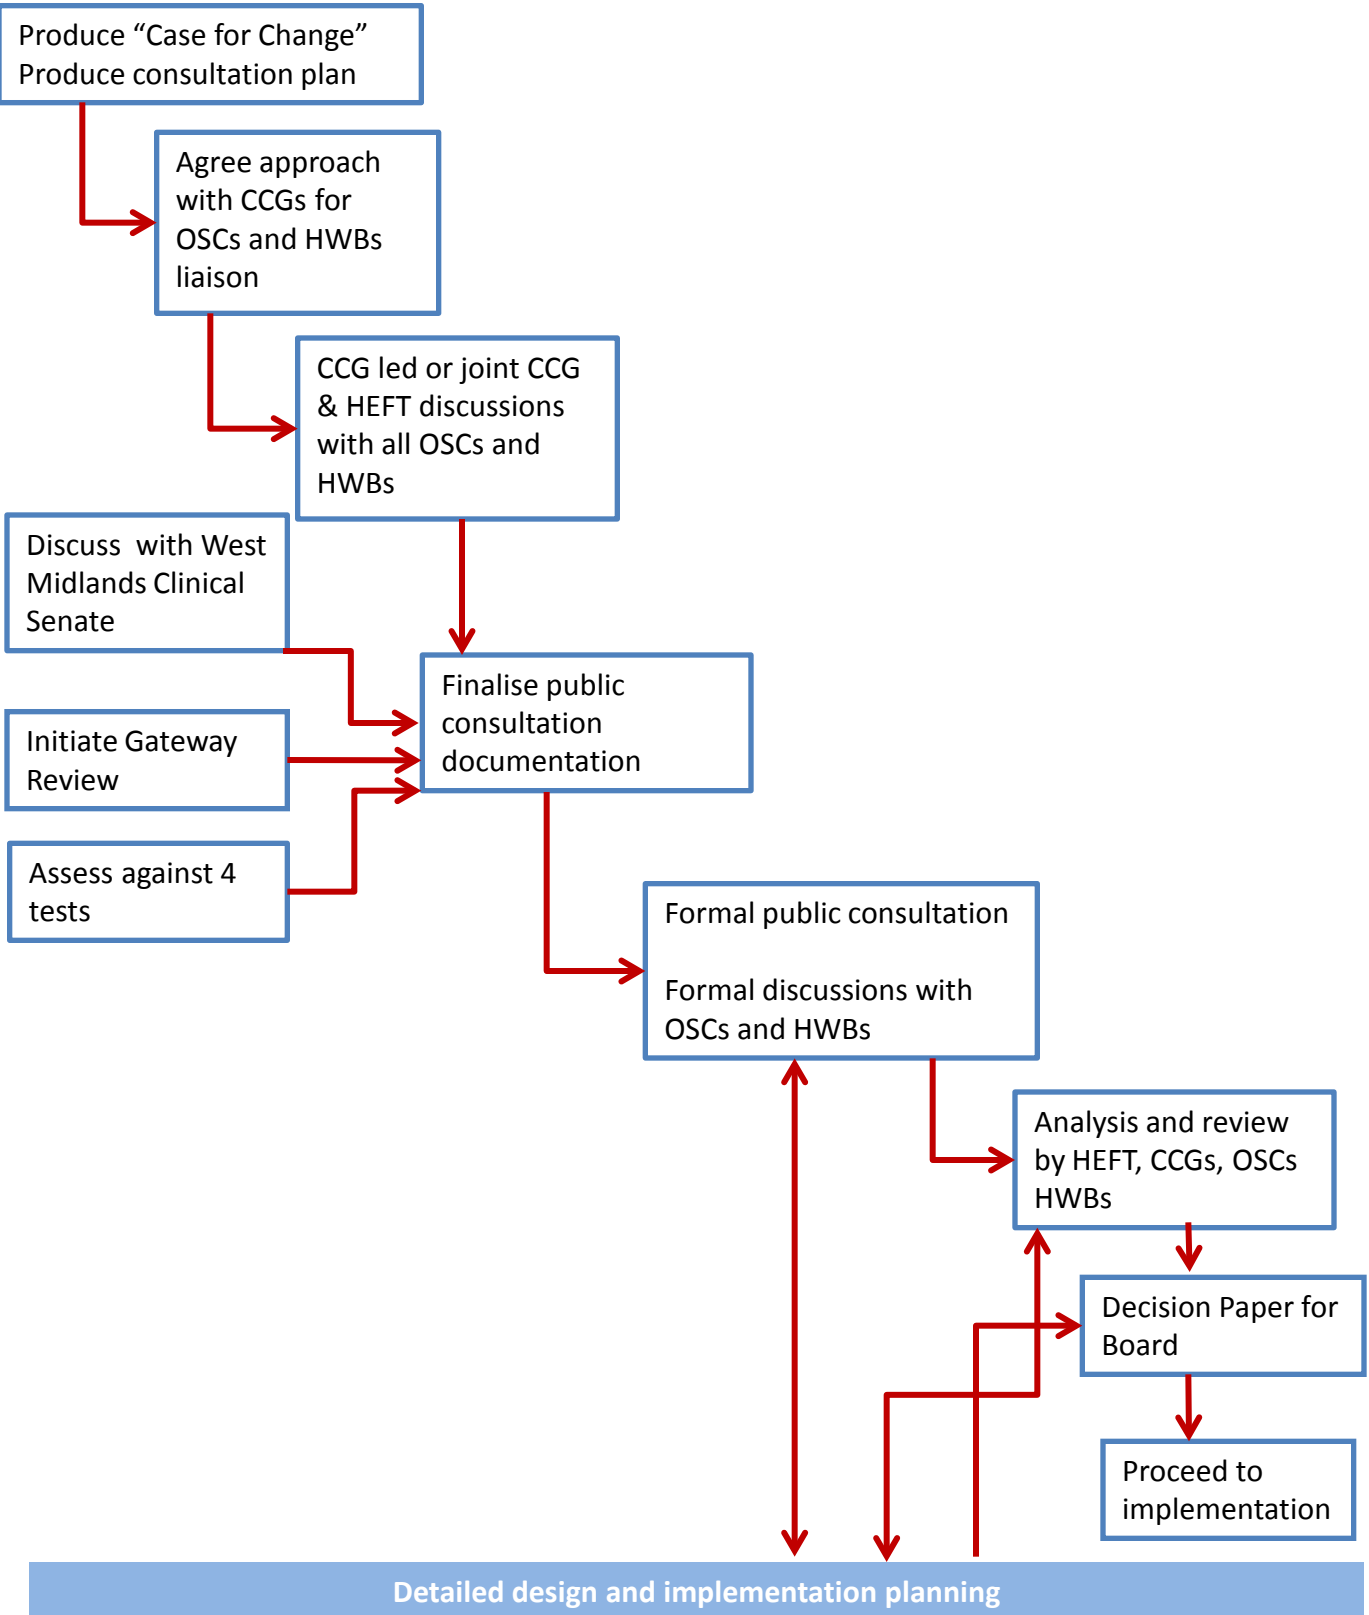 Produce “Case for Change”
Produce consultation plan
Agree approach
with CCGs for
OSCs and HWBs
liaison
CCG led or joint CCG
& HEFT discussions
with all OSCs and
HWBs
Discuss with West
Midlands Clinical
Senate
Finalise public
consultation
documentation
Initiate Gateway
Review
Assess against 4
tests
Formal public consultation
Formal discussions with
OSCs and HWBs
Analysis and review
by HEFT, CCGs, OSCs
HWBs
Decision Paper for
Board
Proceed to
implementation
Detailed design and implementation planning